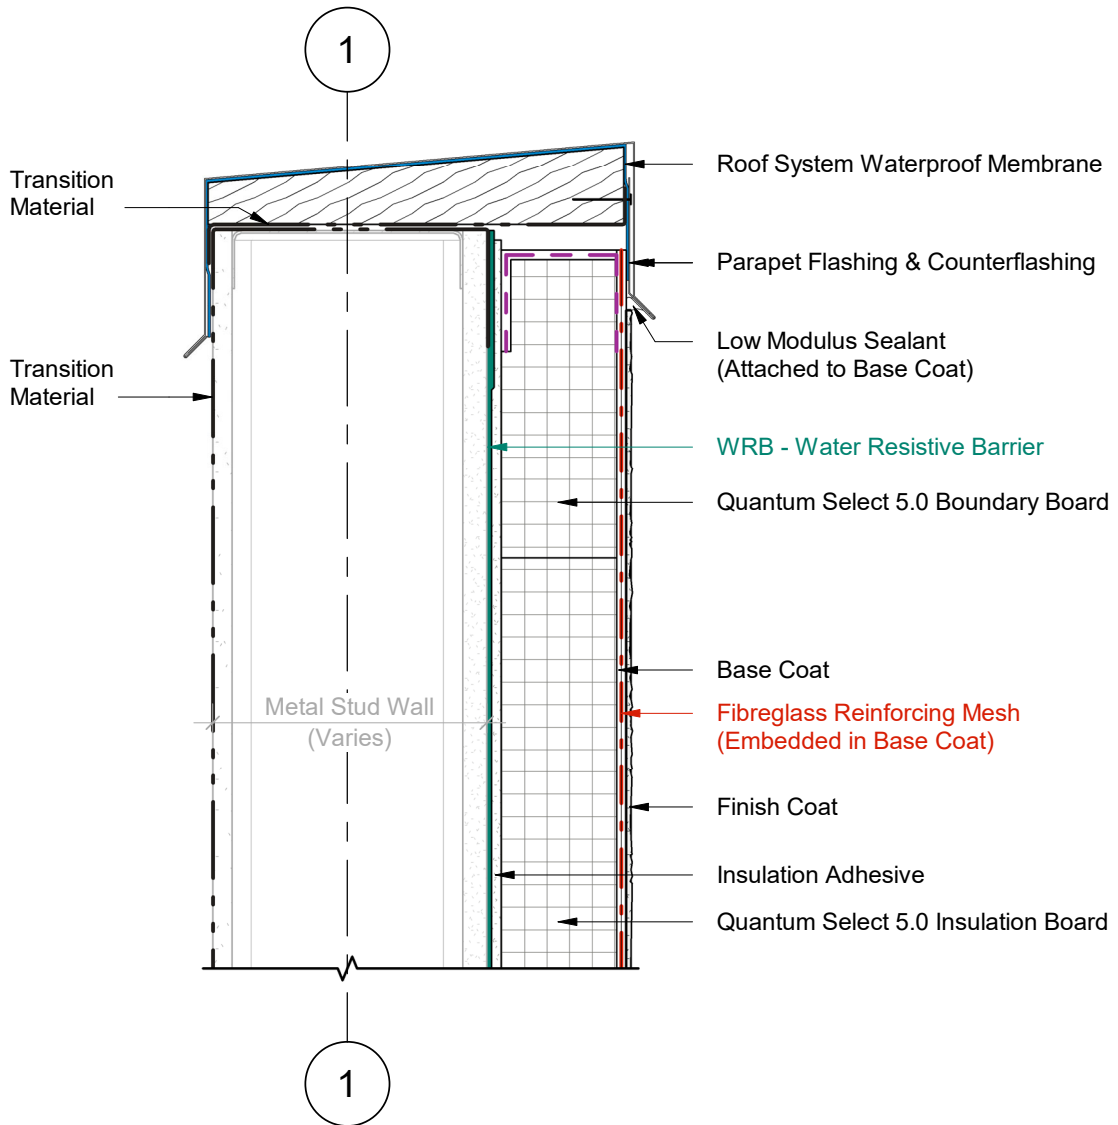 1
Transition
Material
Roof System Waterproof Membrane
Parapet Flashing & Counterflashing
Low Modulus Sealant
(Attached to Base Coat)
Transition
Material
WRB - Water Resistive Barrier
Quantum Select 5.0 Boundary Board
Base Coat
Metal Stud Wall
(Varies)
Fibreglass Reinforcing Mesh
(Embedded in Base Coat)
Finish Coat
Insulation Adhesive
Quantum Select 5.0 Insulation Board
1